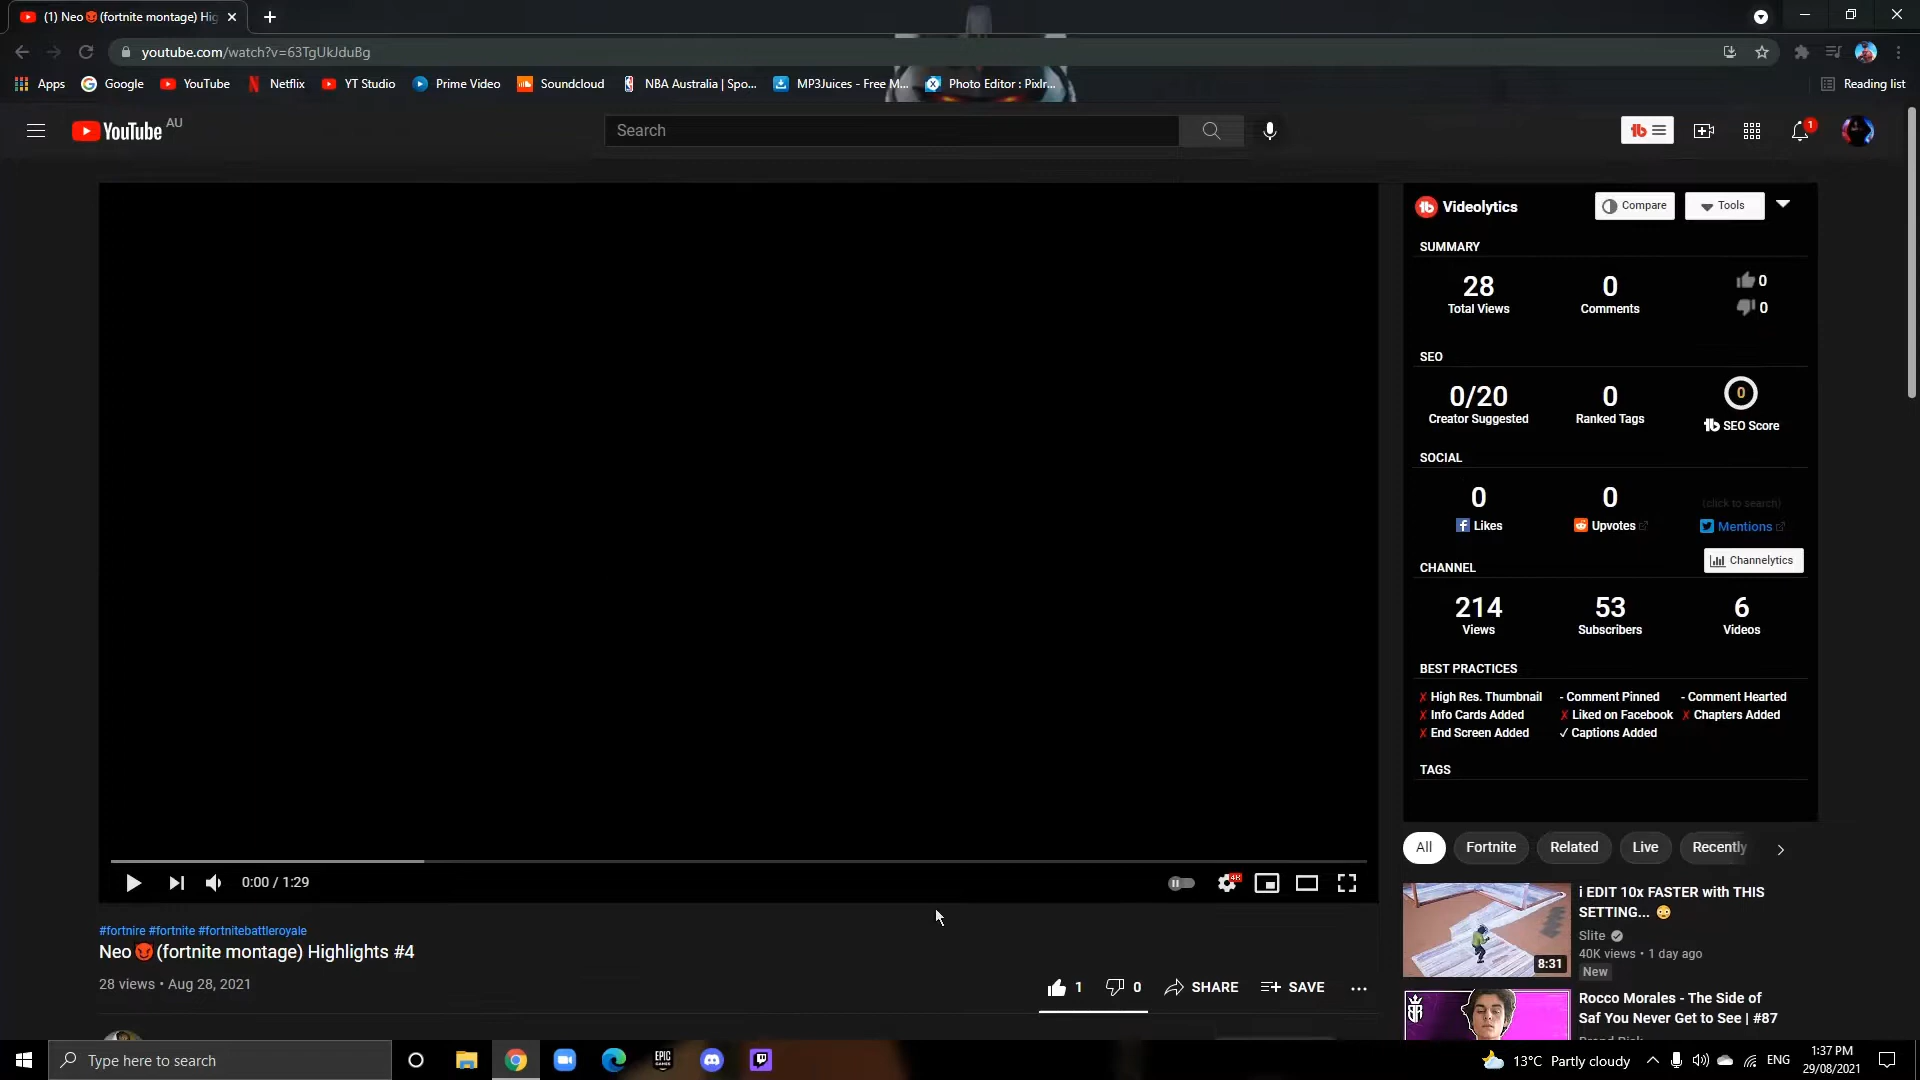 (1) Neo😈(fortnite montage) Hig
youtube.com/watch?v=63TgUkJduBg
Apps
Google
YouTube
Netflix
YT Studio
Prime Video
Soundcloud
NBA Australia | Spo...
MP3Juices - Free M...
Photo Editor : Pixlr...
Reading list
YouTube AU
Search
1
Videolytics
Compare
Tools
SUMMARY
28 0 0
Total Views Comments 0
SEO
0/20 0 0
Creator Suggested Ranked Tags SEO Score
SOCIAL
0 0 (click to search)
Likes Upvotes Mentions
CHANNEL Channelytics
214 53 6
Views Subscribers Videos
BEST PRACTICES
✗ High Res. Thumbnail - Comment Pinned - Comment Hearted
✗ Info Cards Added ✗ Liked on Facebook ✗ Chapters Added
✗ End Screen Added ✓ Captions Added
TAGS
0:00 / 1:29
4K
#fortnire #fortnite #fortnitebattleroyale
Neo😈(fortnite montage) Highlights #4
28 views • Aug 28, 2021
1 0 SHARE SAVE ...
All Fortnite Related Live Recently
i EDIT 10x FASTER with THIS
SETTING... 😳
Slite
40K views • 1 day ago
New
8:31
Rocco Morales - The Side of
Saf You Never Get to See | #87
Type here to search
EPIC
GAMES
13°C Partly cloudy
ENG
1:37 PM
29/08/2021